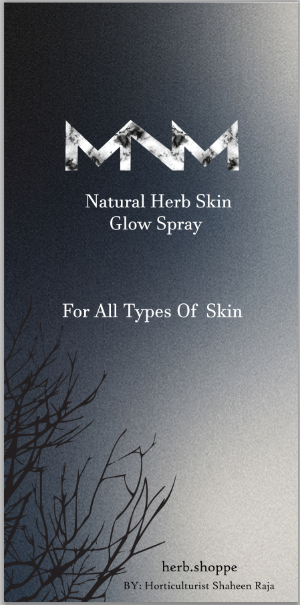 MNM
Natural Herb Skin
Glow Spray
For All Types Of Skin
herb.shoppe
BY: Horticulturist Shaheen Raja